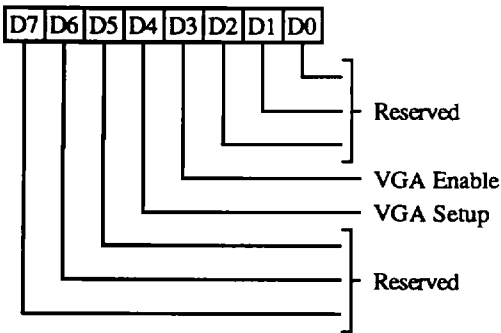 D7 D6 D5 D4 D3 D2 D1 D0
Reserved
VGA Enable
VGA Setup
Reserved